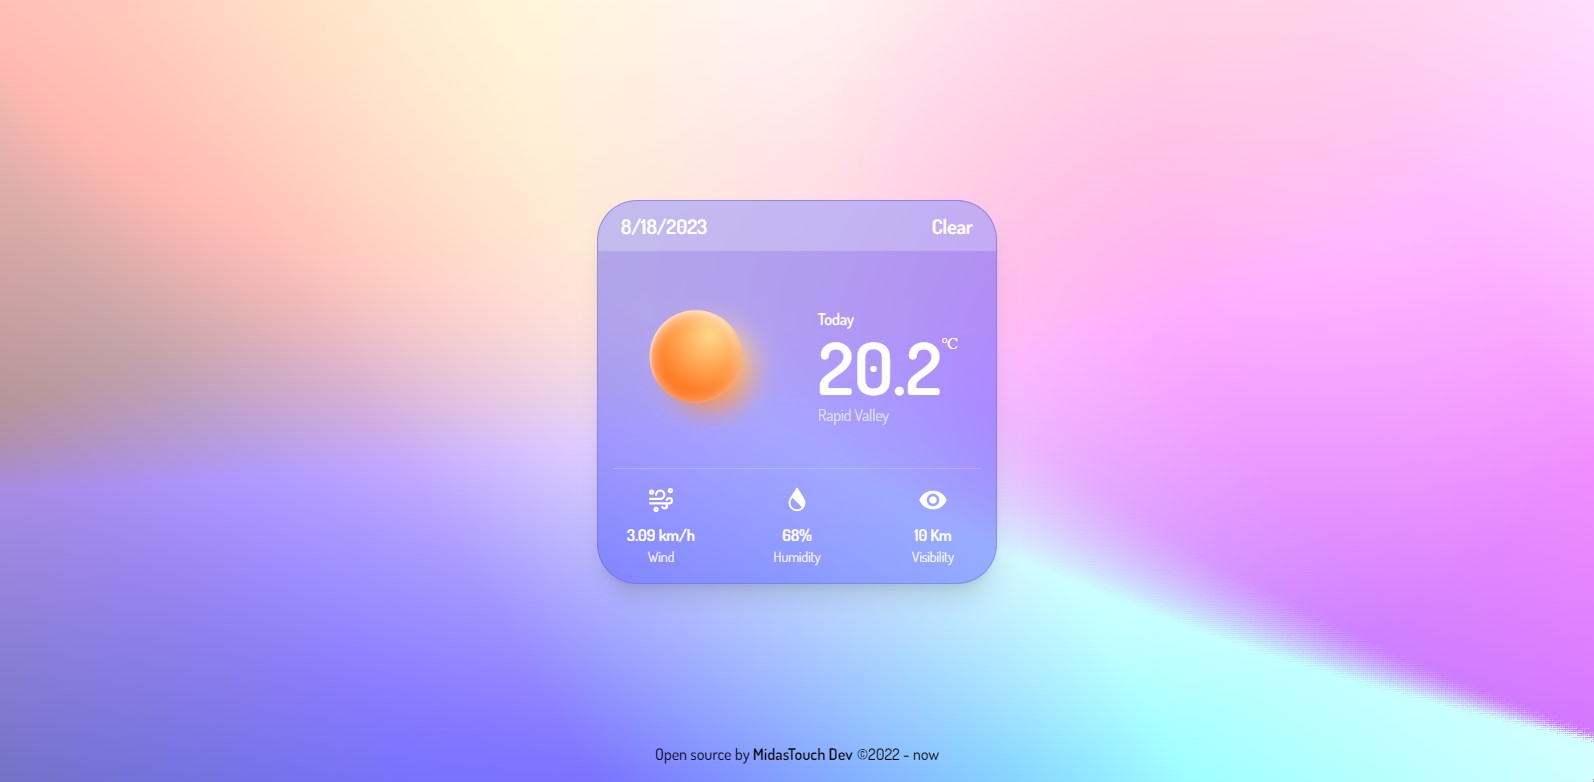 8/18/2023 Clear
Today
20.2 °C
Rapid Valley
3.09 km/h 68% 10 Km
Wind Humidity Visibility
Open source by MidasTouch Dev ©2022 - now